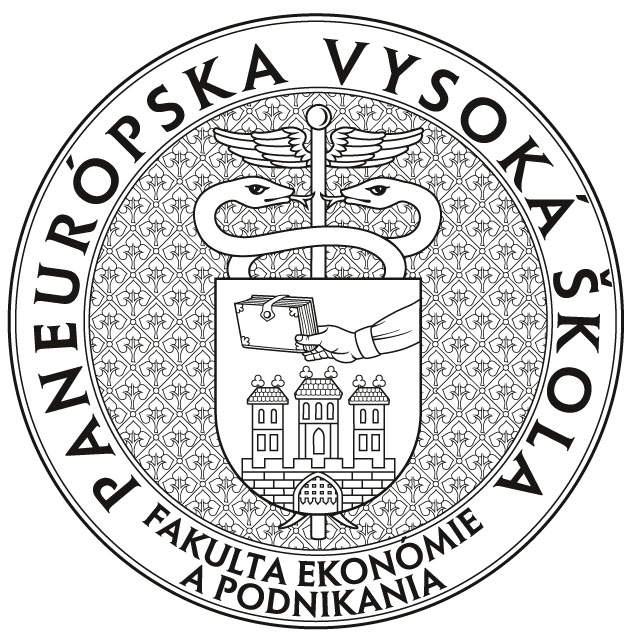 PANEURÓPSKA VYSOKÁ ŠKOLA
FAKULTA EKONÓMIE
A PODNIKANIA